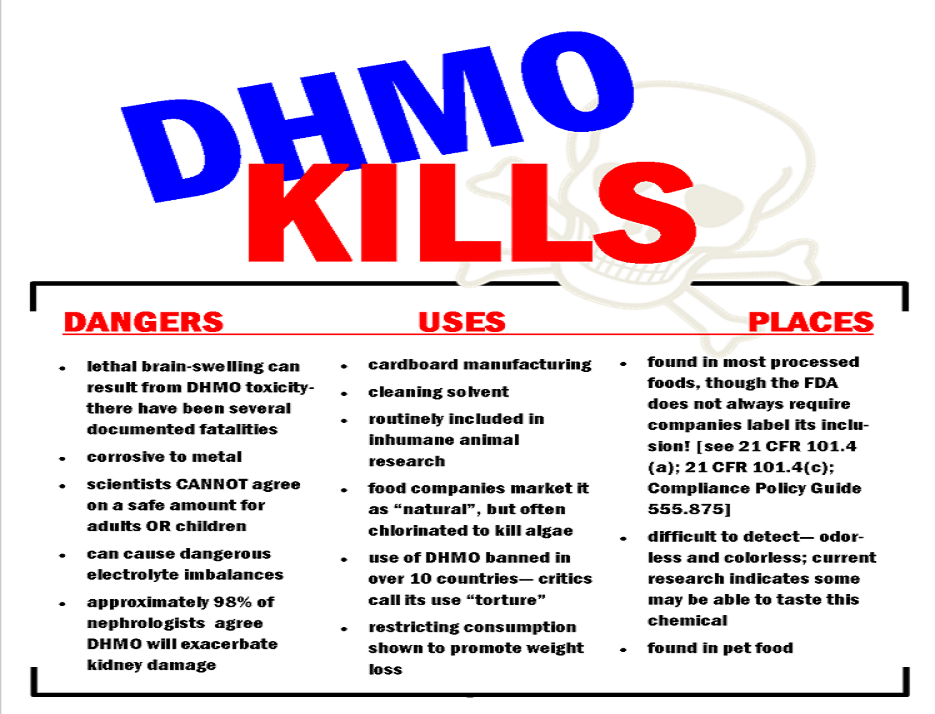 DHMO
KILLS
DANGERS
lethal brain-swelling can
result from DHMO toxicity-
there have been several
documented fatalities
corrosive to metal
scientists CANNOT agree
on a safe amount for
adults OR children
can cause dangerous
electrolyte imbalances
approximately 98% of
nephrologists agree
DHMO will exacerbate
kidney damage
USES
cardboard manufacturing
cleaning solvent
routinely included in
inhumane animal
research
food companies market it
as “natural”, but often
chlorinated to kill algae
use of DHMO banned in
over 10 countries— critics
call its use “torture”
restricting consumption
shown to promote weight
loss
PLACES
found in most processed
foods, though the FDA
does not always require
companies label its inclu-
sion! [see 21 CFR 101.4
(a); 21 CFR 101.4(c);
Compliance Policy Guide
555.875]
difficult to detect— odor-
less and colorless; current
research indicates some
may be able to taste this
chemical
found in pet food